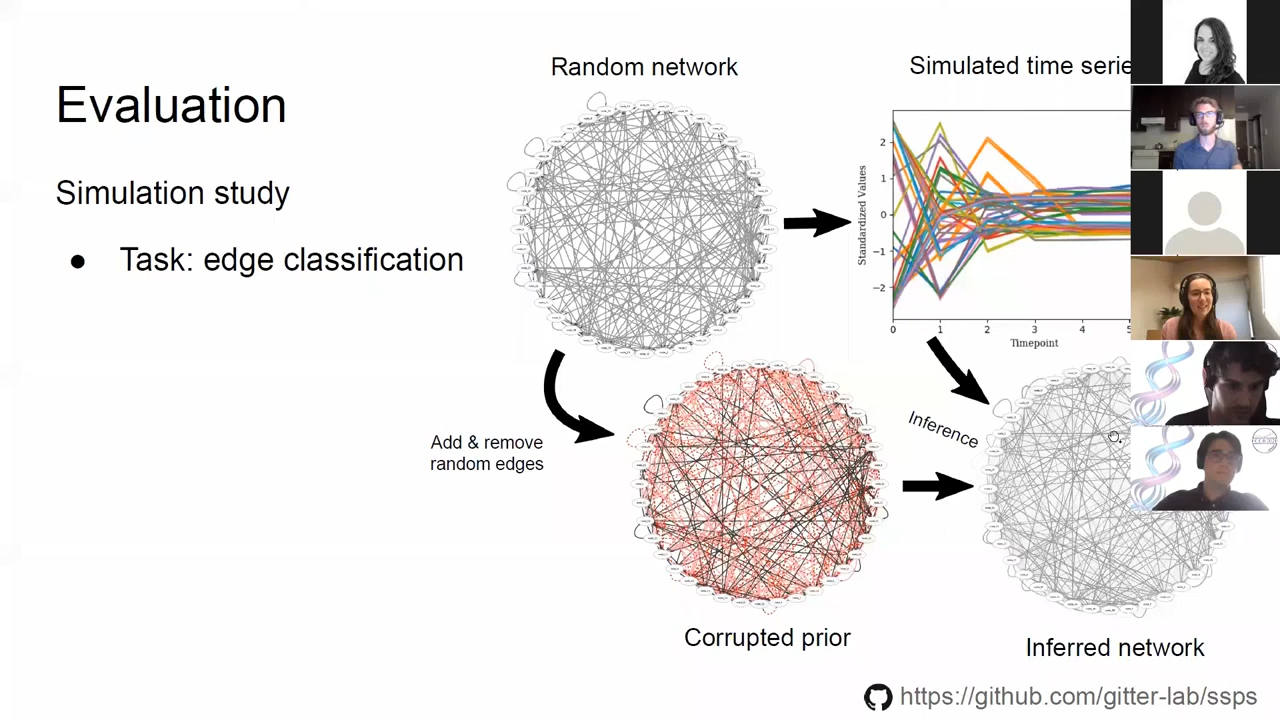 Evaluation
Simulation study
● Task: edge classification
Random network
Simulated time serie
Standardized Values
2
1
0
−1
−2
0 1 2 3 4 5
Timepoint
Add & remove
random edges
Inference
Corrupted prior
Inferred network
https://github.com/gitter-lab/ssps